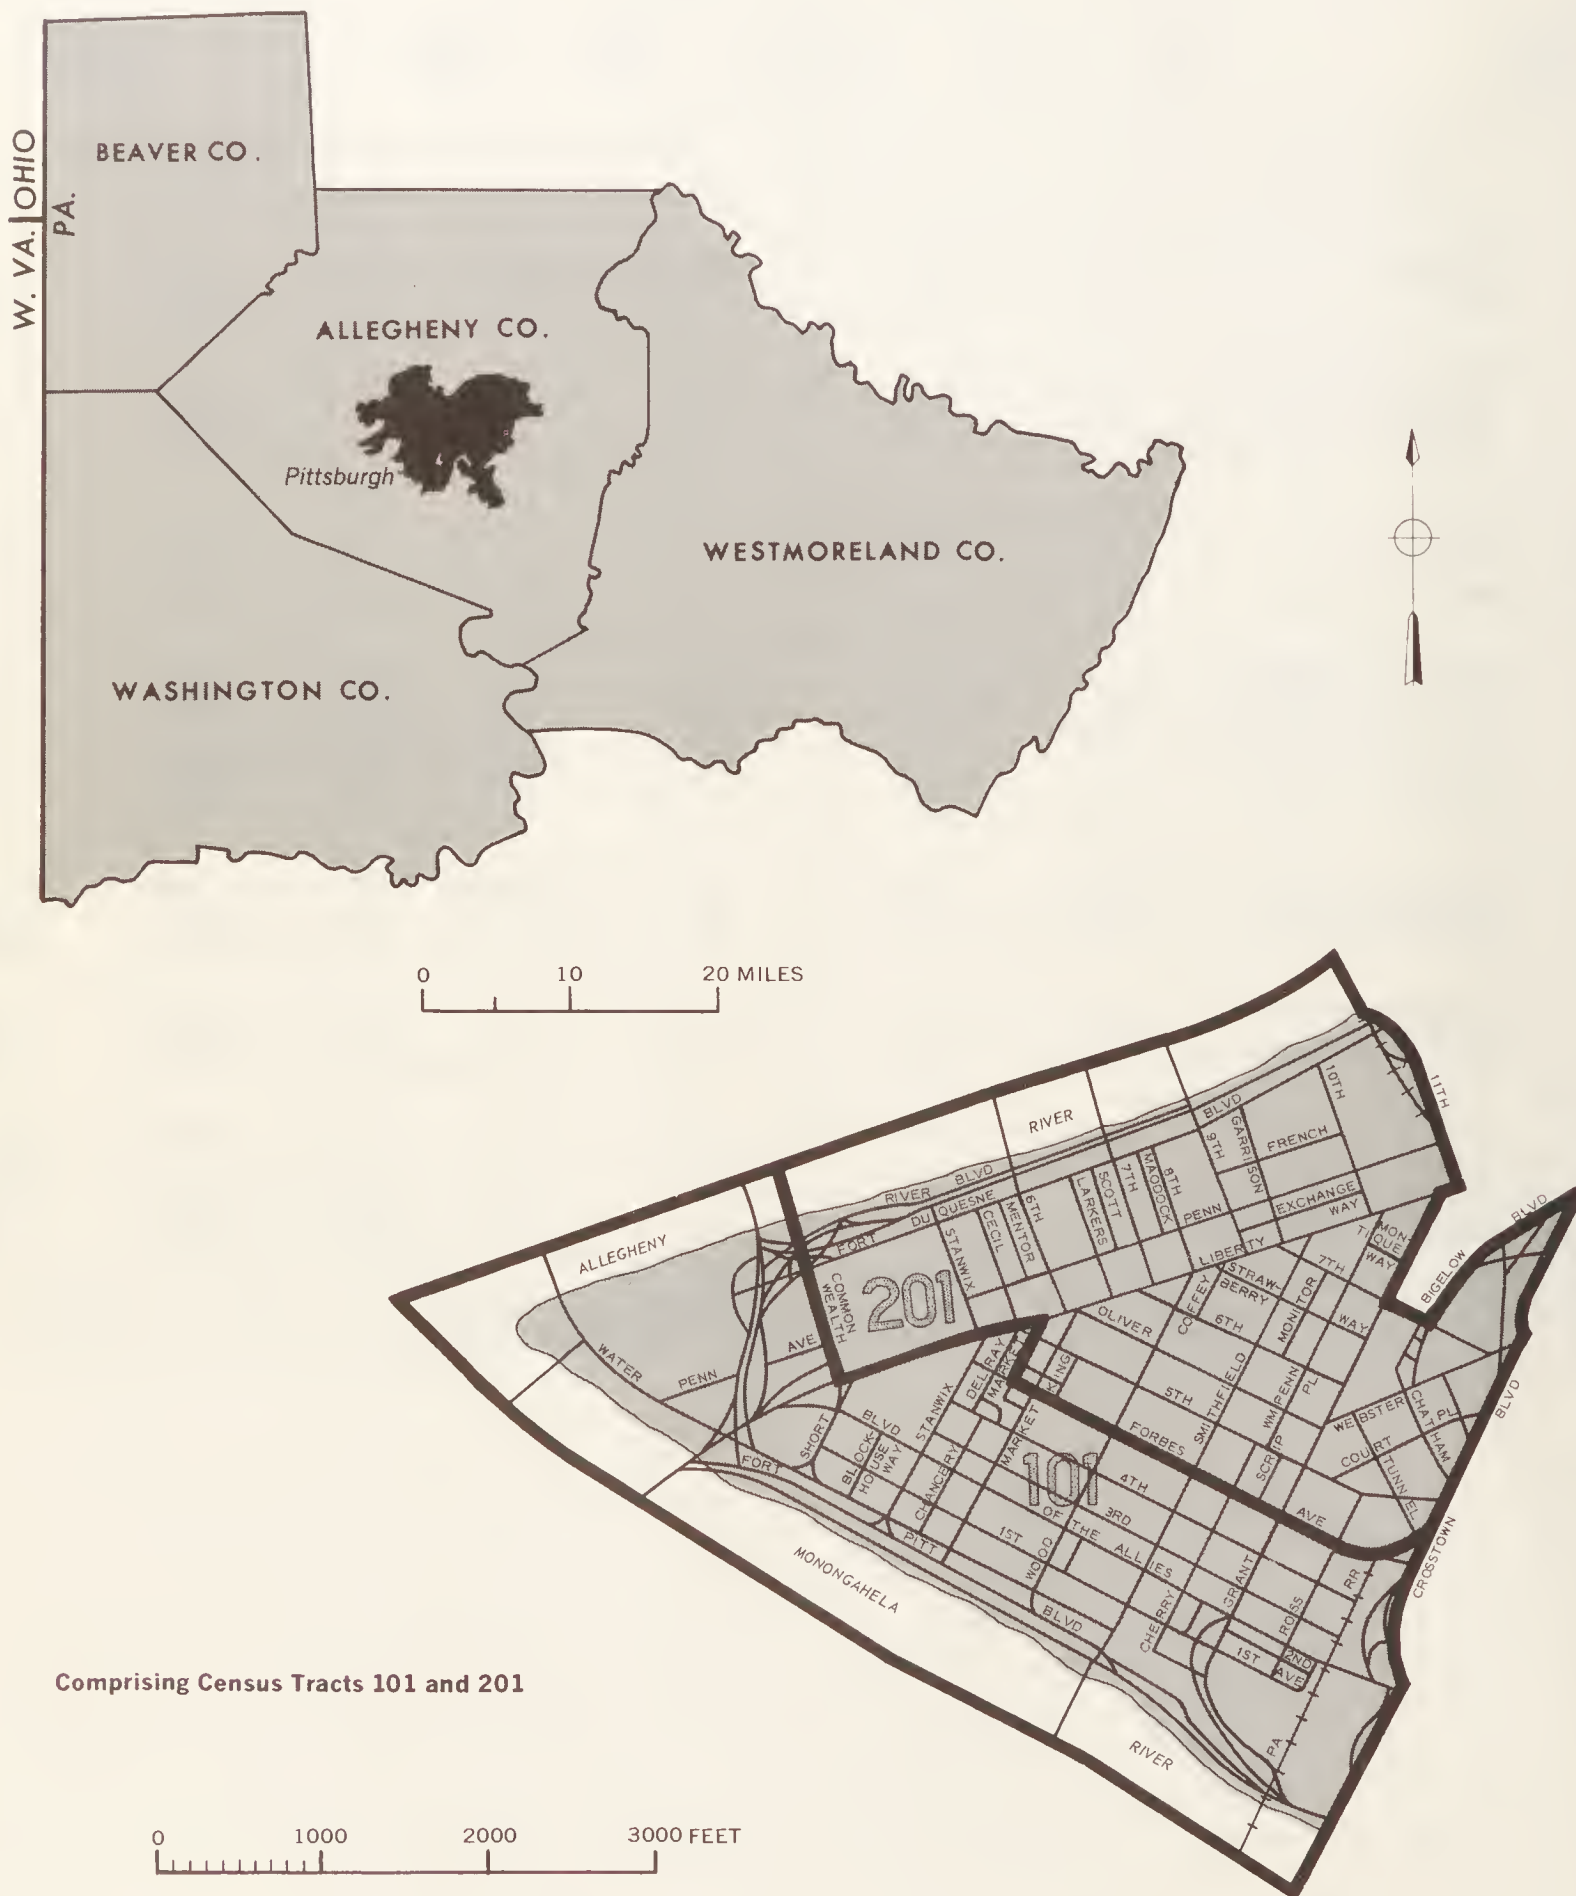 BEAVER CO.
W. VA. OHIO
PA.
ALLEGHENY CO.
Pittsburgh
WESTMORELAND CO.
WASHINGTON CO.
0 10 20 MILES
11TH
10TH
RIVER
BLVD
GARRISON
9TH
FRENCH
BLVD
RIVER
DU QUESNE
FORT
6TH
MENTOR
CECIL
STANWIX
LARKERS
SCOTT
7TH
MADDOCK
8TH
PENN
EXCHANGE
WAY
LIBERTY
MON-
TIQUE
WAY
BLVD
BIGELOW
ALLEGHENY
COMMON
WEALTH
201
7TH
STRAW-
BERRY
COFFEY
MONITOR
WAY
OLIVER
6TH
WATER
PENN
AVE
DELRAY
MARKET
KING
5TH
SMITHFIELD
WM PENN
PL
WEBSTER
CHATHAM
PL
BLVD
STANWIX
BLVD
SHORT
BLOCK-
HOUSE
WAY
MARKET
FORBES
SCRIP
COURT
TUNNEL
FORT
CHANCERY
101
4TH
3RD
AVE
OF THE ALLIES
1ST
WOOD
PITT
CROSSTOWN
MONONGAHELA
BLVD
GRANT
RR
CHERRY
ROSS
2ND
1ST
AVE
PA
RIVER
Comprising Census Tracts 101 and 201
0 1000 2000 3000 FEET